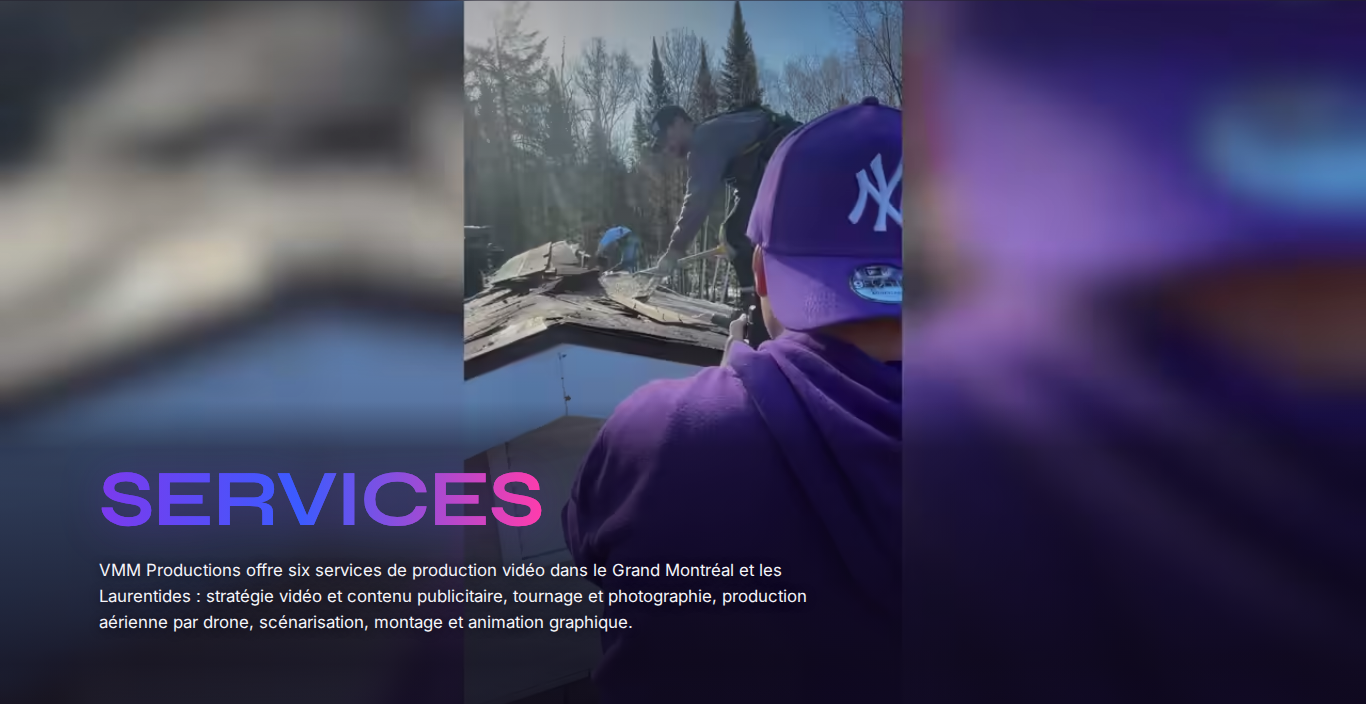 NY
SERVICES
VMM Productions offre six services de production vidéo dans le Grand Montréal et les
Laurentides : stratégie vidéo et contenu publicitaire, tournage et photographie, production
aérienne par drone, scénarisation, montage et animation graphique.